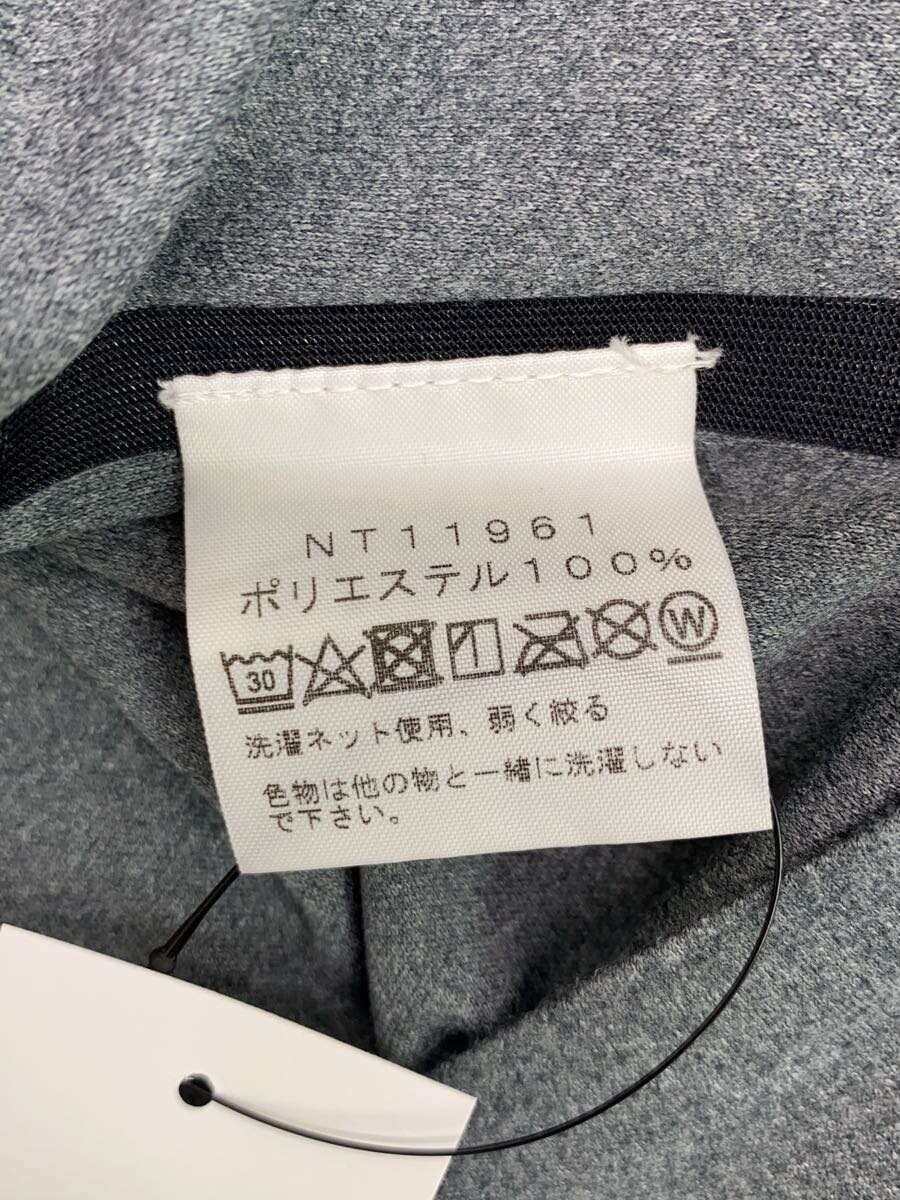 NT11961
ポリエステル100%
30 W
洗濯ネット使用、弱く絞る
色物は他の物と一緒に洗濯しない
で下さい。